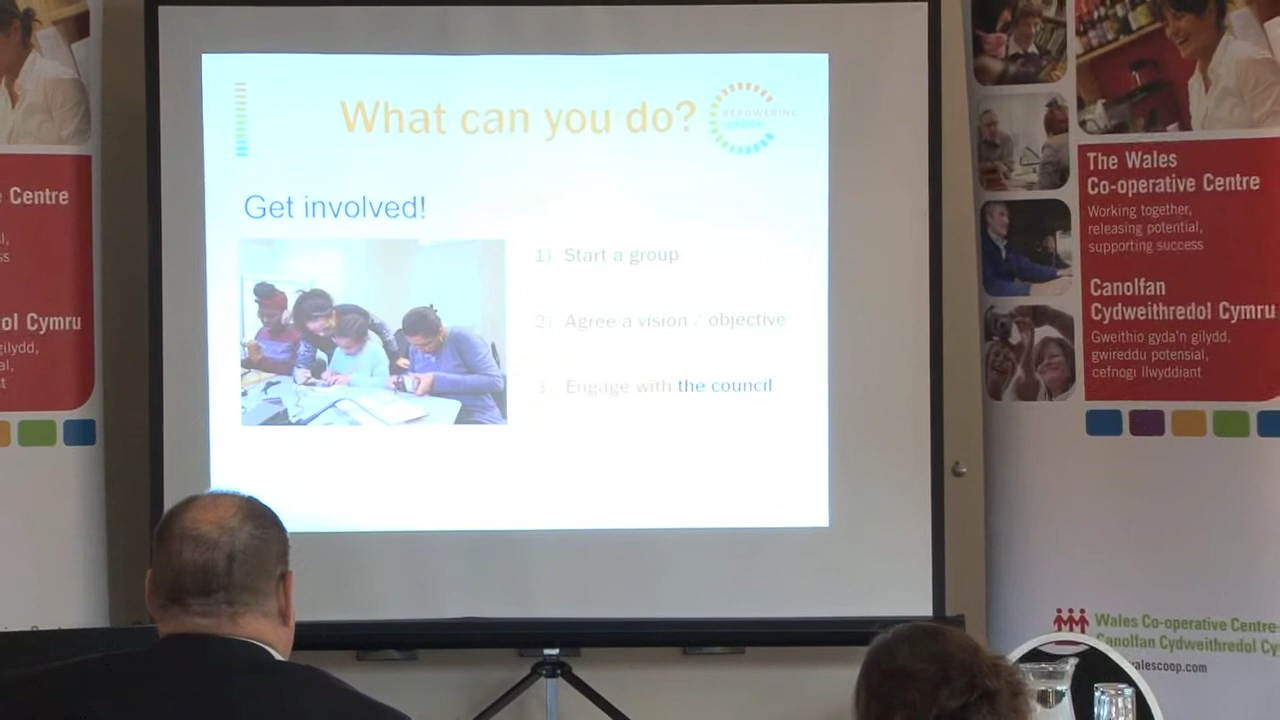 What can you do?
REPOWERING
Get involved!
1) Start a group
2) Agree a vision / objective
3 Engage with the council
Centre
ol Cymru
gilydd,
The Wales
Co-operative Centre
Working together,
releasing potential,
supporting success
Canolfan
Cydweithredol Cymru
Gweithio gyda'n gilydd,
gwireddu potensial,
cefnogi llwyddiant
Wales Co-operative Centre
Canolfan Cydweithredol Cy
walescoop.com